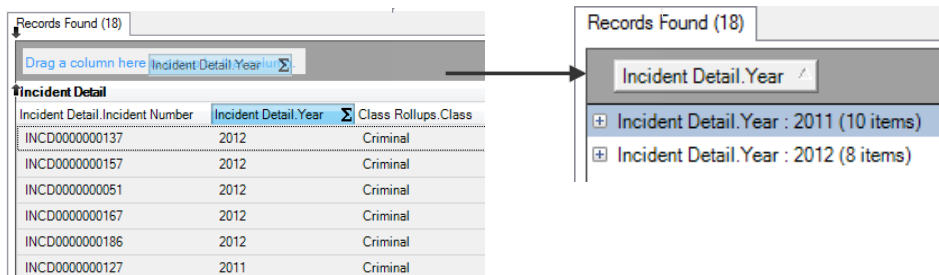 Records Found (18)
Drag a column here
Incident Detail.Year Σ
Incident Detail
Incident Detail.Incident Number Incident Detail.Year Σ Class Rollups.Class
INCD0000000137 2012 Criminal
INCD0000000157 2012 Criminal
INCD0000000051 2012 Criminal
INCD0000000167 2012 Criminal
INCD0000000186 2012 Criminal
INCD0000000127 2011 Criminal
Records Found (18)
Incident Detail.Year
Incident Detail.Year : 2011 (10 items)
Incident Detail.Year : 2012 (8 items)